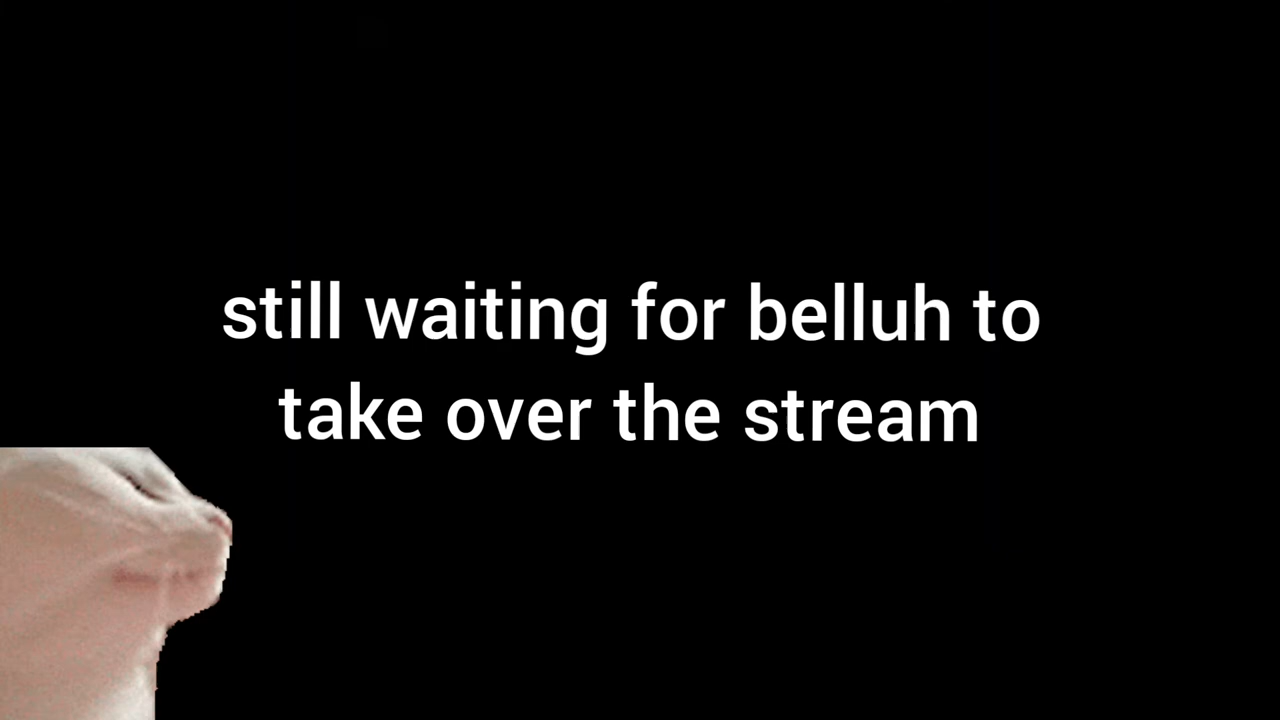 still waiting for belluh to
take over the stream